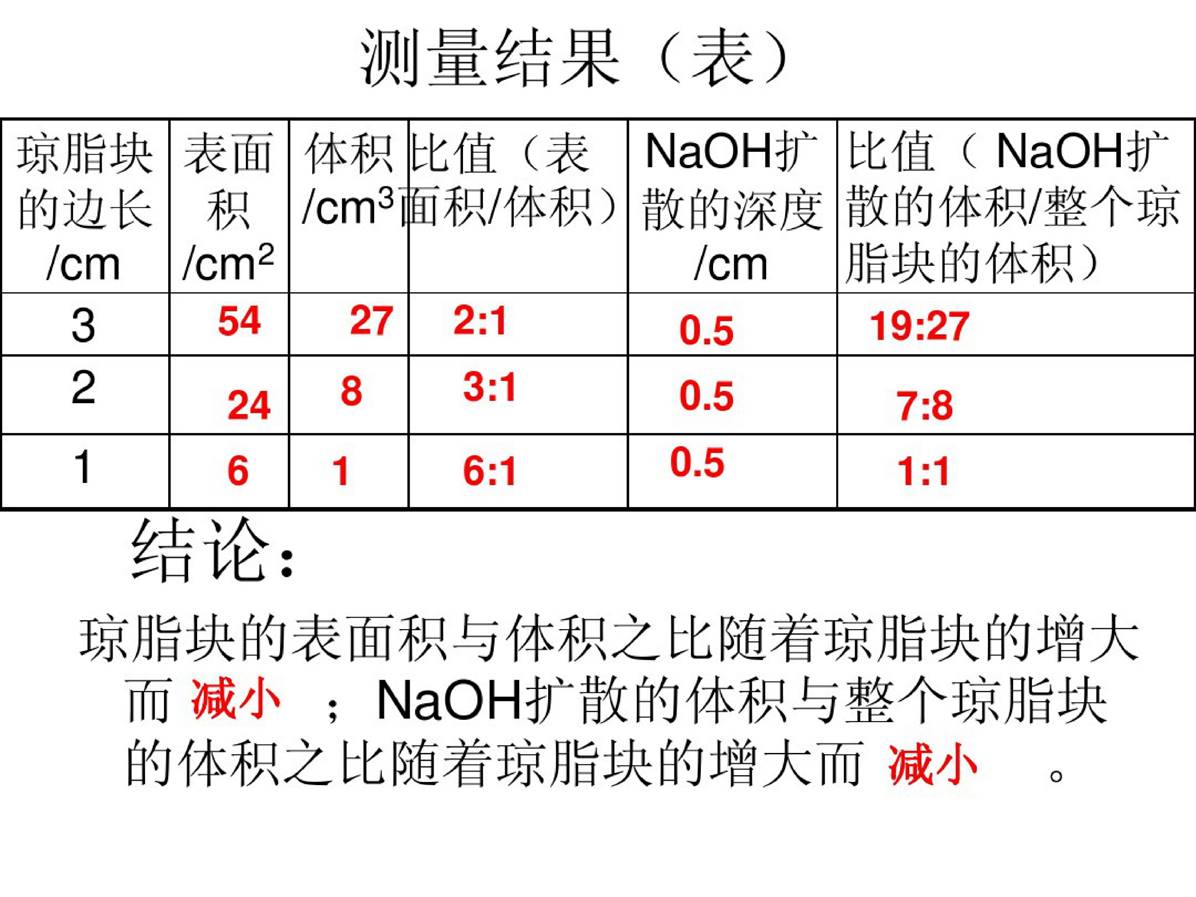 测量结果（表）
琼脂块的边长/cm 表面积/cm2 体积/cm3 比值（表面积/体积） NaOH扩散的深度/cm 比值（ NaOH扩散的体积/整个琼脂块的体积）
3 54 27 2:1 0.5 19:27
2 24 8 3:1 0.5 7:8
1 6 1 6:1 0.5 1:1
结论：
琼脂块的表面积与体积之比随着琼脂块的增大
而 减小 ；NaOH扩散的体积与整个琼脂块
的体积之比随着琼脂块的增大而 减小 。